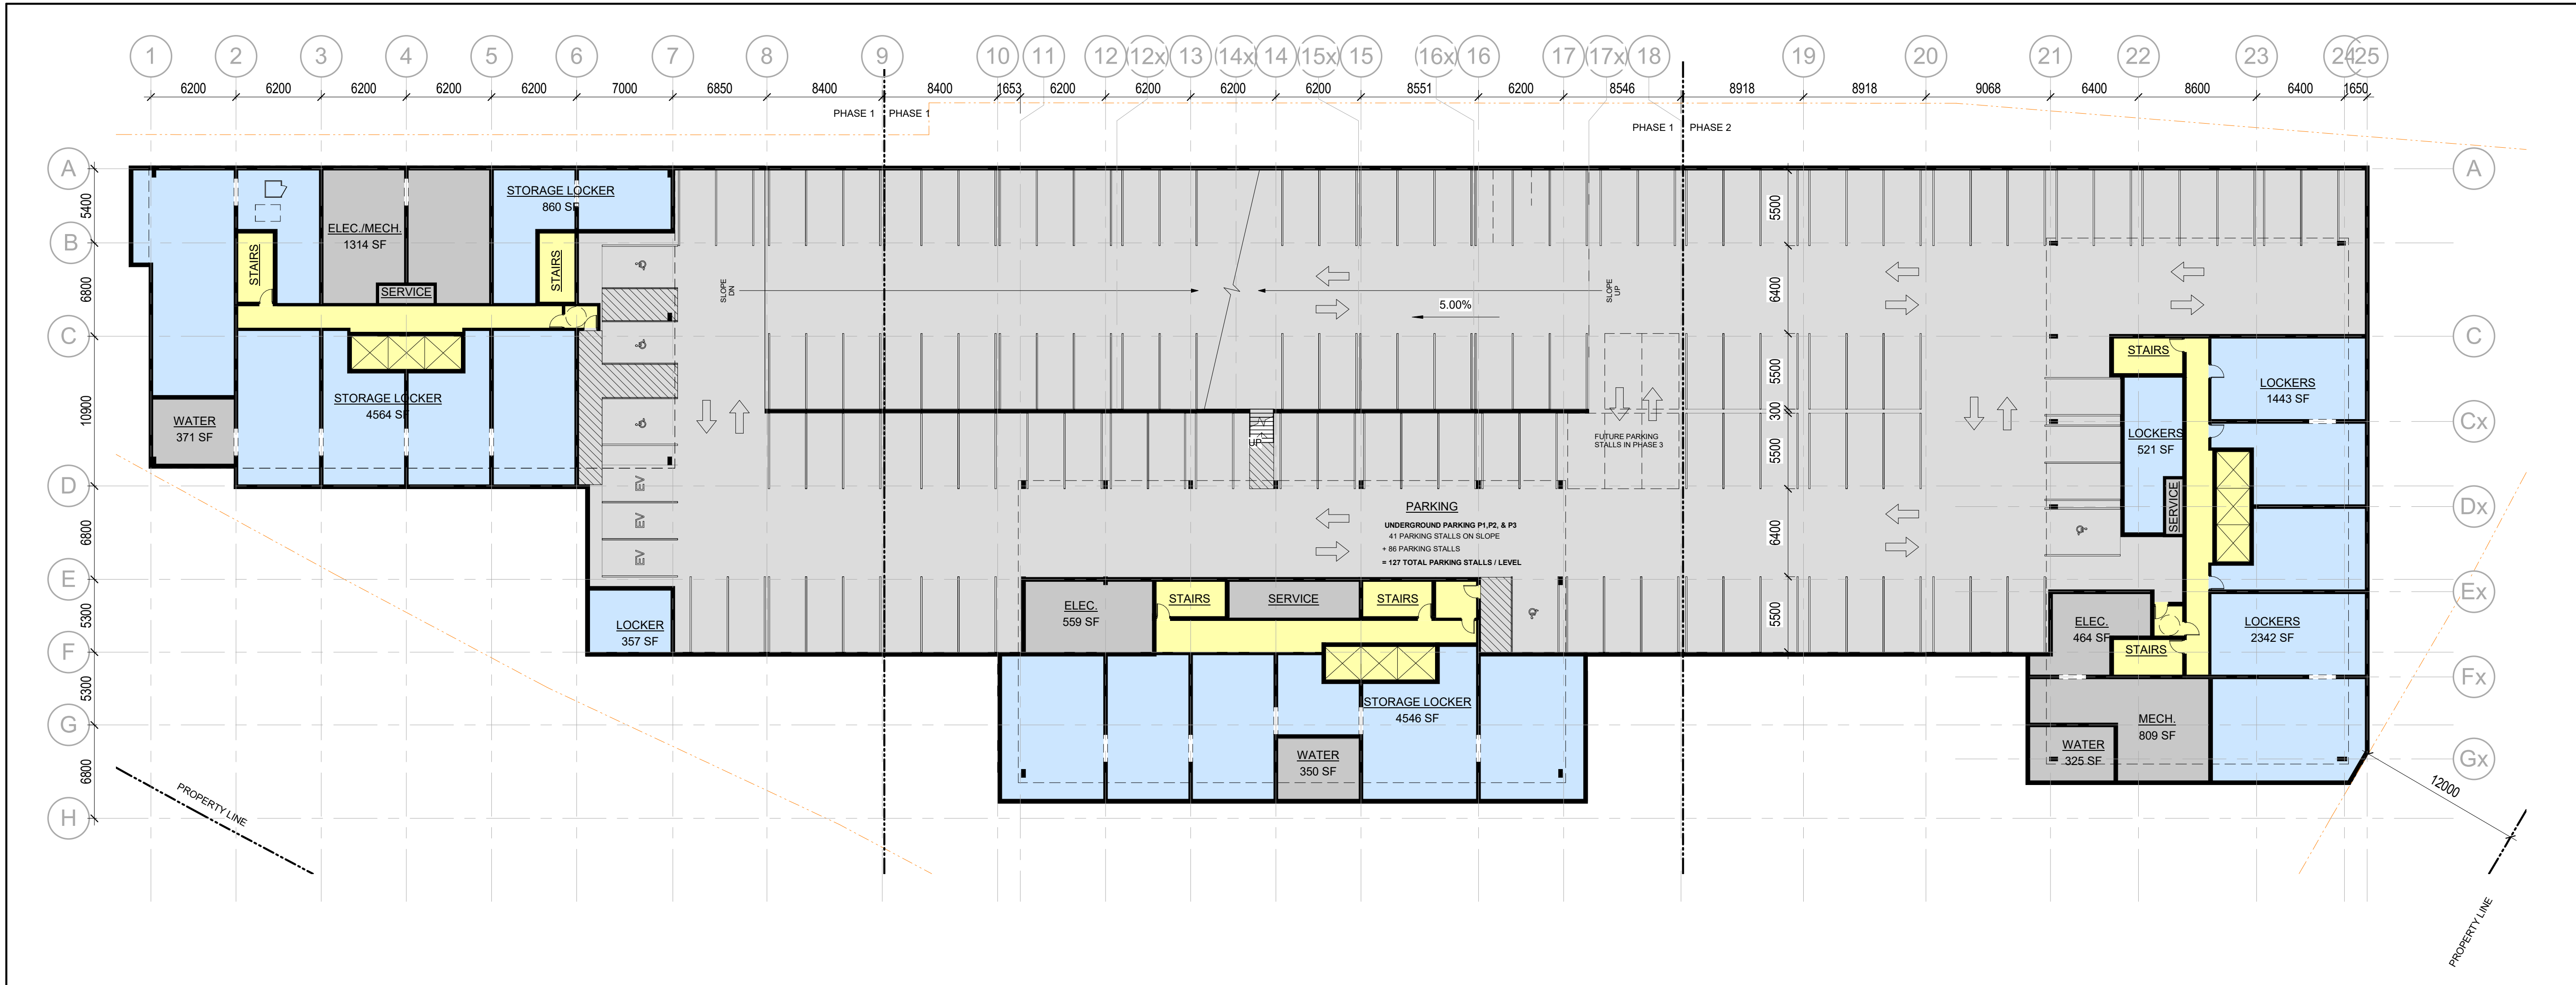 1 2 3 4 5 6 7 8 9 10 11 12 12x 13 14x 14 15x 15 16x 16 17 17x 18 19 20 21 22 23 24 25
6200 6200 6200 6200 6200 7000 6850 8400 8400 1653 6200 6200 6200 6200 8551 6200 8546 8918 8918 9068 6400 8600 6400 1650
PHASE 1 PHASE 1
PHASE 1 PHASE 2
A
B
C
D
E
F
G
H
5400
6800
10900
6800
5300
5300
6800
A
C
Cx
Dx
Ex
Fx
Gx
STORAGE LOCKER
860 SF
ELEC./MECH.
1314 SF
STAIRS
STAIRS
SERVICE
STORAGE LOCKER
4564 SF
WATER
371 SF
EV
EV
EV
LOCKER
357 SF
SLOPE
DN
5.00%
SLOPE
UP
UP
FUTURE PARKING
STALLS IN PHASE 3
PARKING
UNDERGROUND PARKING P1,P2, & P3
41 PARKING STALLS ON SLOPE
+ 86 PARKING STALLS
= 127 TOTAL PARKING STALLS / LEVEL
ELEC.
559 SF
STAIRS
SERVICE
STAIRS
STORAGE LOCKER
4546 SF
WATER
350 SF
5500
6400
5500
300
5500
6400
5500
STAIRS
LOCKERS
1443 SF
LOCKERS
521 SF
SERVICE
ELEC.
464 SF
STAIRS
LOCKERS
2342 SF
MECH.
809 SF
WATER
325 SF
12000
PROPERTY LINE
PROPERTY LINE